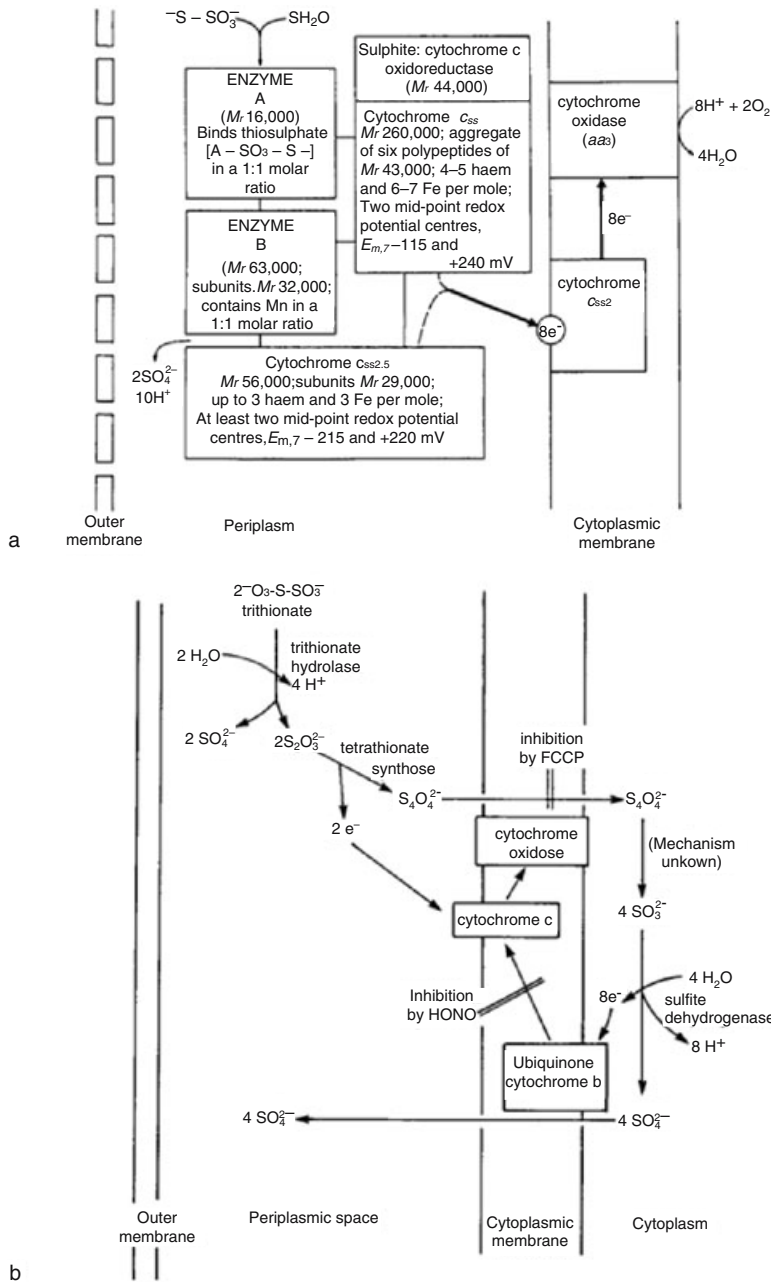 ⁻S – SO₃⁻ SH2O
ENZYME
A
(Mr 16,000)
Binds thiosulphate
[A – SO3 – S –]
in a 1:1 molar
ratio
Sulphite: cytochrome c
oxidoreductase
(Mr 44,000)
Cytochrome css
Mr 260,000; aggregate
of six polypeptides of
Mr 43,000; 4–5 haem
and 6–7 Fe per mole;
Two mid-point redox
potential centres,
Em,7 –115 and
+240 mV
ENZYME
B
(Mr 63,000;
subunits. Mr 32,000;
contains Mn in a
1:1 molar ratio
Cytochrome css2.5
Mr 56,000;subunits Mr 29,000;
up to 3 haem and 3 Fe per mole;
At least two mid-point redox potential
centres,Em,7 – 215 and +220 mV
2SO₄²⁻
10H⁺
cytochrome
oxidase
(aa3)
8H⁺ + 2O2
4H2O
8e⁻
cytochrome
css2
8e⁻
Outer
membrane
Periplasm
Cytoplasmic
membrane
a
2⁻O3-S-SO₃⁻
trithionate
2 H2O
trithionate
hydrolase
4 H⁺
2 SO₄²⁻
2S₂O₃²⁻
tetrathionate
synthose
2 e⁻
S₄O₄²⁻
inhibition
by FCCP
S₄O₄²⁻
cytochrome
oxidose
(Mechanism
unkown)
cytochrome c
4 SO₃²⁻
Inhibition
by HONO
8e⁻
4 H2O
sulfite
dehydrogenase
8 H⁺
Ubiquinone
cytochrome b
4 SO₄²⁻
4 SO₄²⁻
Outer
membrane
Periplasmic space
Cytoplasmic
membrane
Cytoplasm
b